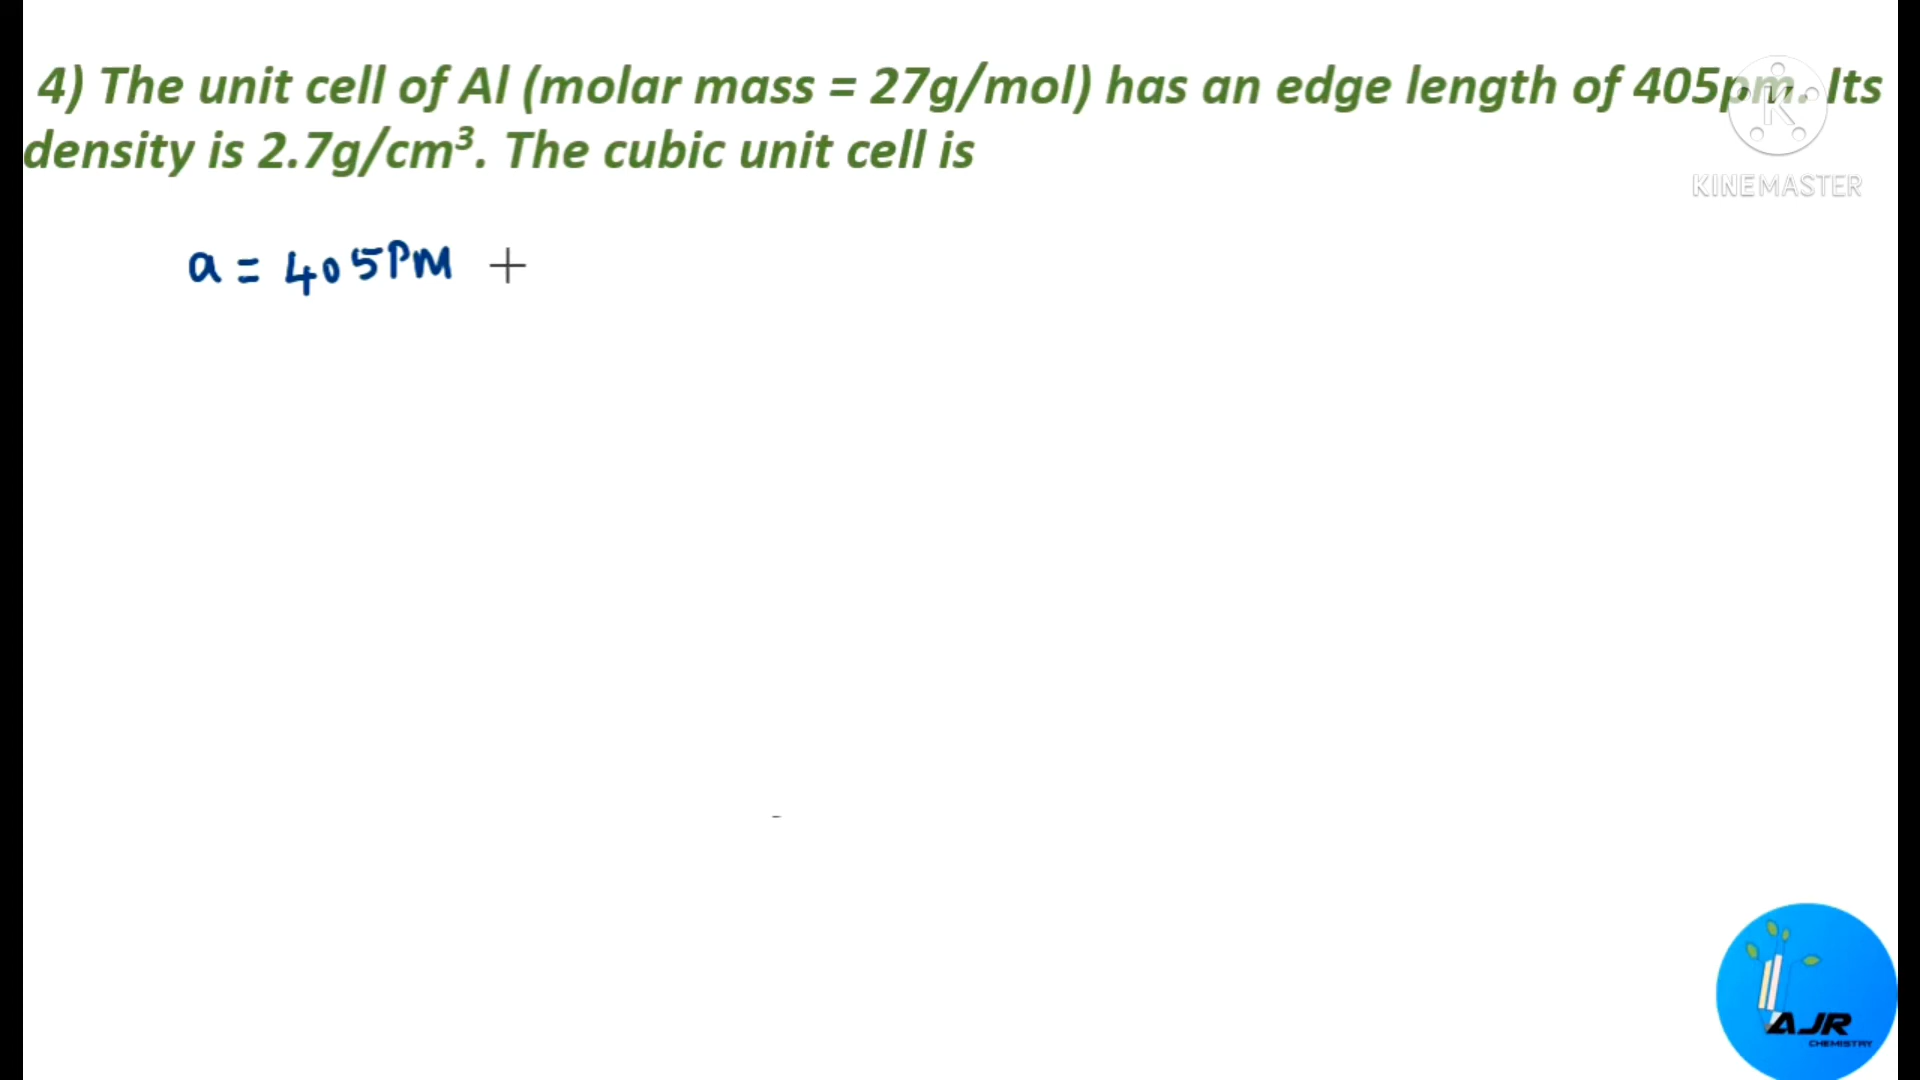 4) The unit cell of Al (molar mass = 27g/mol) has an edge length of 405pm. Its
density is 2.7g/cm³. The cubic unit cell is
KINEMASTER
a = 405PM
AJR
CHEMISTRY